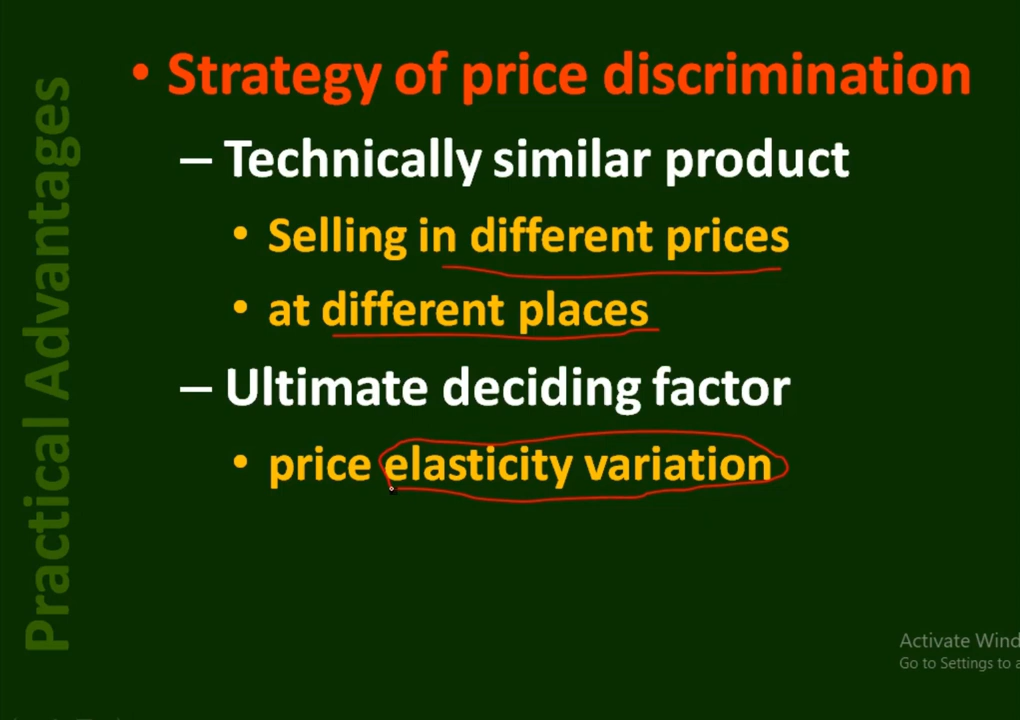 Practical Advantages
• Strategy of price discrimination
– Technically similar product
• Selling in different prices
• at different places
– Ultimate deciding factor
• price elasticity variation
Activate Wind
Go to Settings to a